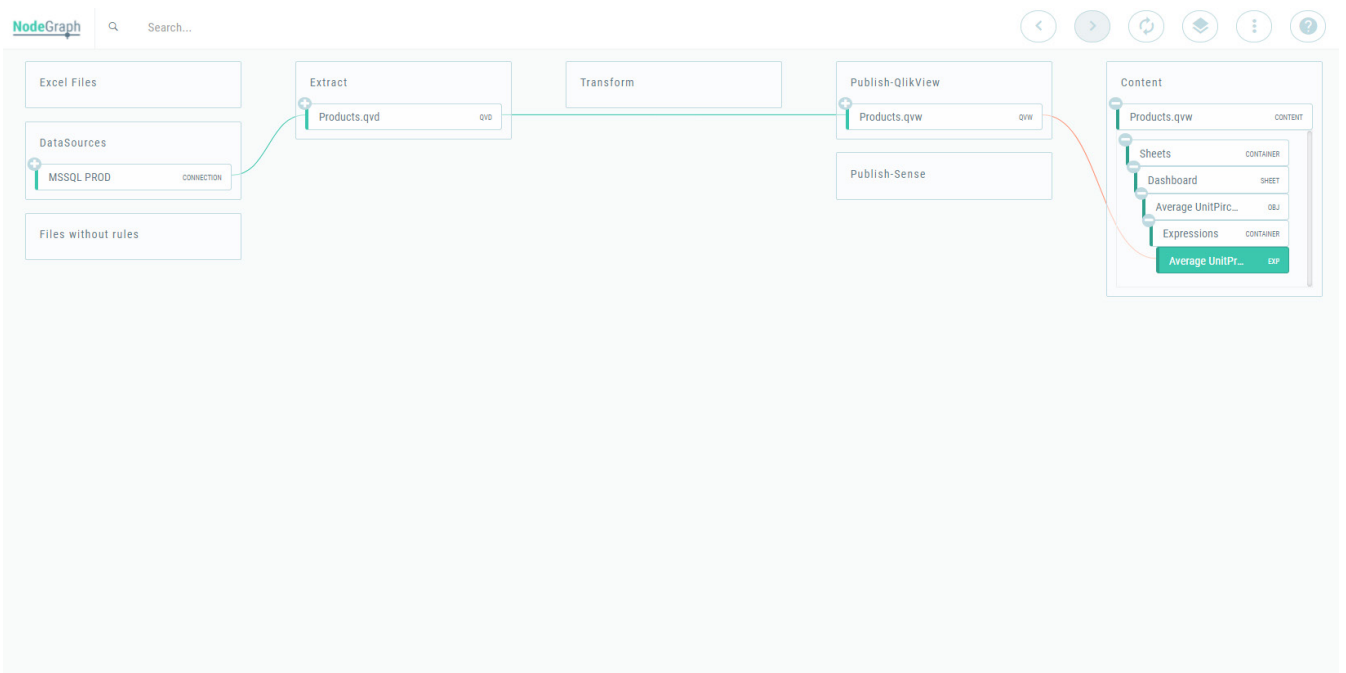 NodeGraph
Search...
Excel Files
DataSources
MSSQL PROD CONNECTION
Files without rules
Extract
Products.qvd QVD
Transform
Publish-QlikView
Products.qvw QVW
Publish-Sense
Content
Products.qvw CONTENT
Sheets CONTAINER
Dashboard SHEET
Average UnitPirc... OBJ
Expressions CONTAINER
Average UnitPr... EXP